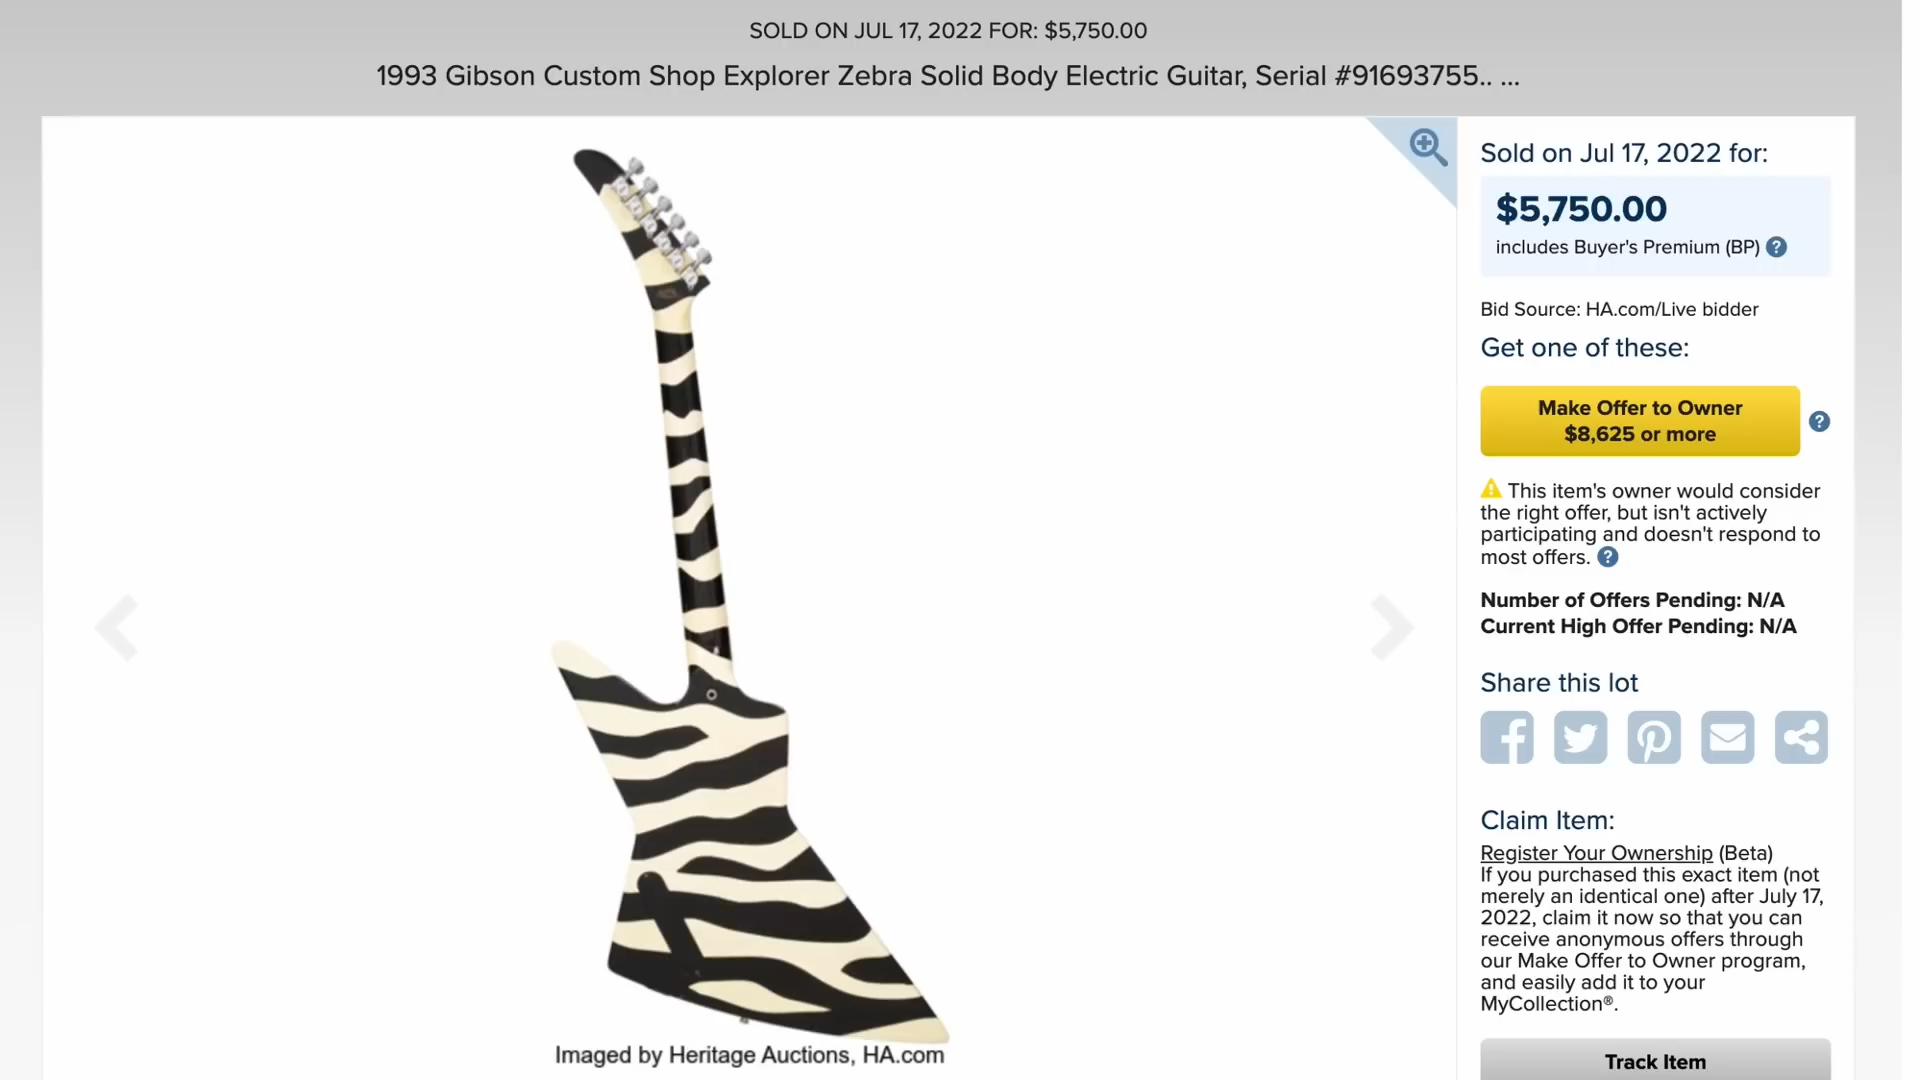 SOLD ON JUL 17, 2022 FOR: $5,750.00
1993 Gibson Custom Shop Explorer Zebra Solid Body Electric Guitar, Serial #91693755.. ...
Imaged by Heritage Auctions, HA.com
Sold on Jul 17, 2022 for:
$5,750.00
includes Buyer's Premium (BP) ?
Bid Source: HA.com/Live bidder
Get one of these:
Make Offer to Owner
$8,625 or more
?
This item's owner would consider
the right offer, but isn't actively
participating and doesn't respond to
most offers. ?
Number of Offers Pending: N/A
Current High Offer Pending: N/A
Share this lot
Claim Item:
Register Your Ownership (Beta)
If you purchased this exact item (not
merely an identical one) after July 17,
2022, claim it now so that you can
receive anonymous offers through
our Make Offer to Owner program,
and easily add it to your
MyCollection®.
Track Item